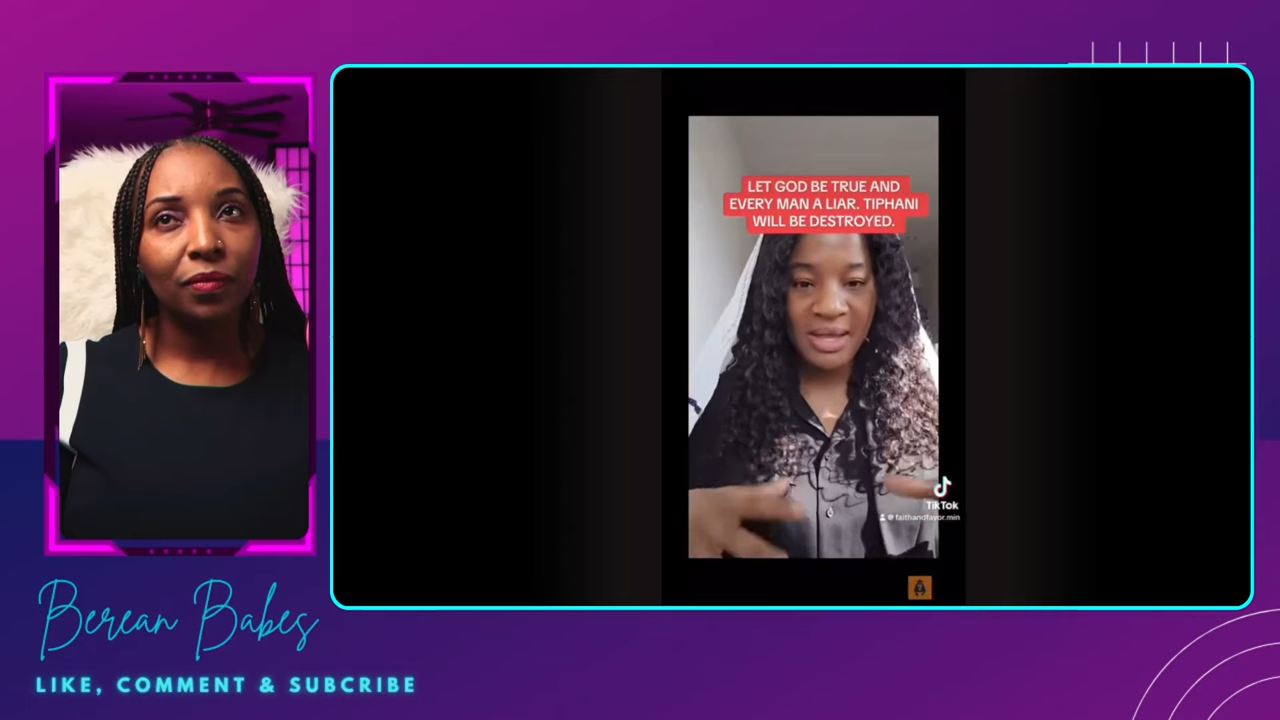 LET GOD BE TRUE AND
EVERY MAN A LIAR. TIPHANI
WILL BE DESTROYED.
TikTok
@faithandfavor.min
Berean Babes
LIKE, COMMENT & SUBCRIBE